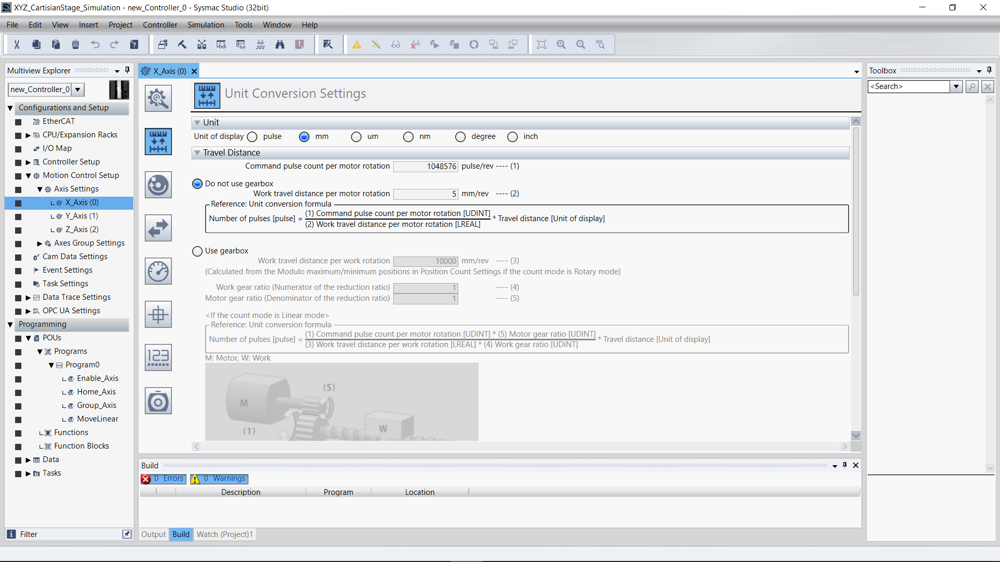 XYZ_CartisianStage_Simulation - new_Controller_0 - Sysmac Studio (32bit)
File Edit View Insert Project Controller Simulation Tools Window Help
Multiview Explorer
new_Controller_0
Configurations and Setup
EtherCAT
CPU/Expansion Racks
I/O Map
Controller Setup
Motion Control Setup
Axis Settings
X_Axis (0)
Y_Axis (1)
Z_Axis (2)
Axes Group Settings
Cam Data Settings
Event Settings
Task Settings
Data Trace Settings
OPC UA Settings
Programming
POUs
Programs
Program0
Enable_Axis
Home_Axis
Group_Axis
MoveLinear
Functions
Function Blocks
Data
Tasks
Filter
X_Axis (0)
123
Unit Conversion Settings
Unit
Unit of display pulse mm um nm degree inch
Travel Distance
Command pulse count per motor rotation 1048576 pulse/rev ---- (1)
Do not use gearbox
Work travel distance per motor rotation 5 mm/rev ---- (2)
Reference: Unit conversion formula
(1) Command pulse count per motor rotation [UDINT]
Number of pulses [pulse] = * Travel distance [Unit of display]
(2) Work travel distance per motor rotation [LREAL]
Use gearbox
Work travel distance per work rotation 10000 mm/rev ---- (3)
(Calculated from the Modulo maximum/minimum positions in Position Count Settings if the count mode is Rotary mode)
Work gear ratio (Numerator of the reduction ratio) 1 ---- (4)
Motor gear ratio (Denominator of the reduction ratio) 1 ---- (5)
<If the count mode is Linear mode>
Reference: Unit conversion formula
(1) Command pulse count per motor rotation [UDINT] * (5) Motor gear ratio [UDINT]
Number of pulses [pulse] = * Travel distance [Unit of display]
(3) Work travel distance per work rotation [LREAL] * (4) Work gear ratio [UDINT]
M: Motor, W: Work
(5)
M
W
(1)
Build
0 Errors 0 Warnings
Description Program Location
Output Build Watch (Project)1
Toolbox
<Search>